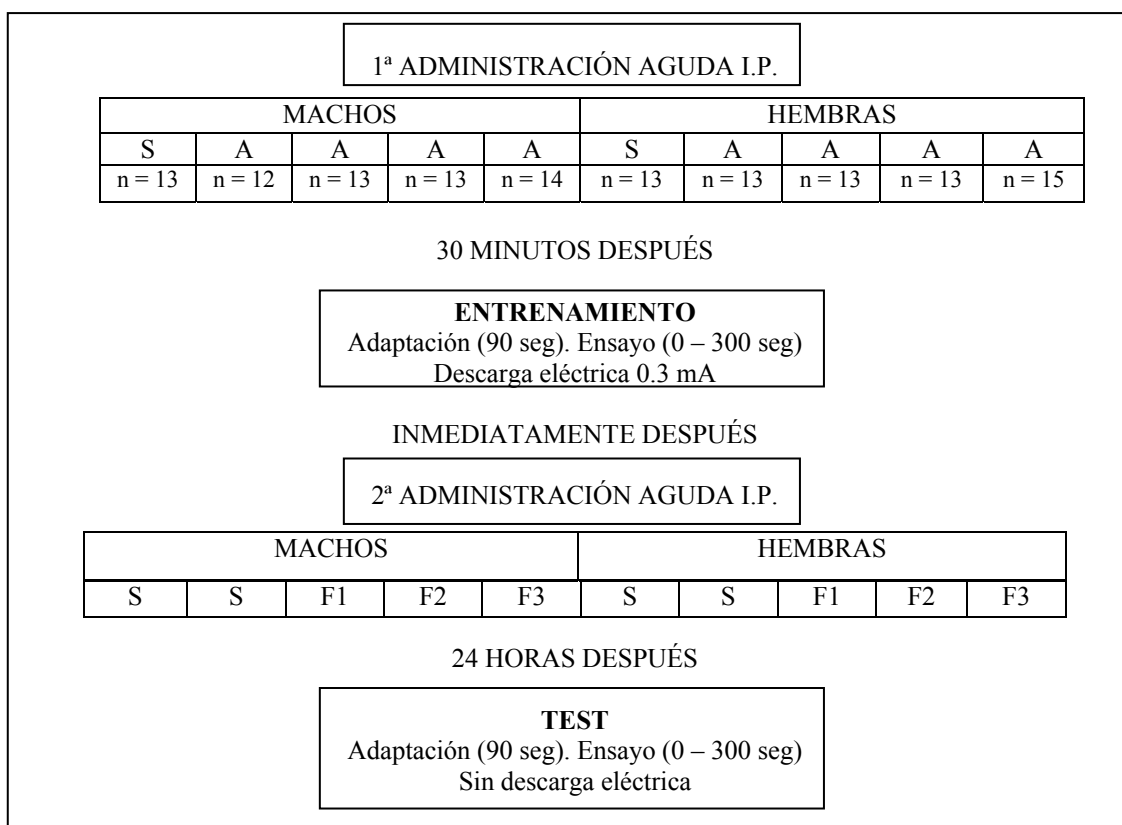 1ª ADMINISTRACIÓN AGUDA I.P.
MACHOS HEMBRAS
S A A A A S A A A A
n = 13 n = 12 n = 13 n = 13 n = 14 n = 13 n = 13 n = 13 n = 13 n = 15
30 MINUTOS DESPUÉS
ENTRENAMIENTO
Adaptación (90 seg). Ensayo (0 – 300 seg)
Descarga eléctrica 0.3 mA
INMEDIATAMENTE DESPUÉS
2ª ADMINISTRACIÓN AGUDA I.P.
MACHOS HEMBRAS
S S F1 F2 F3 S S F1 F2 F3
24 HORAS DESPUÉS
TEST
Adaptación (90 seg). Ensayo (0 – 300 seg)
Sin descarga eléctrica